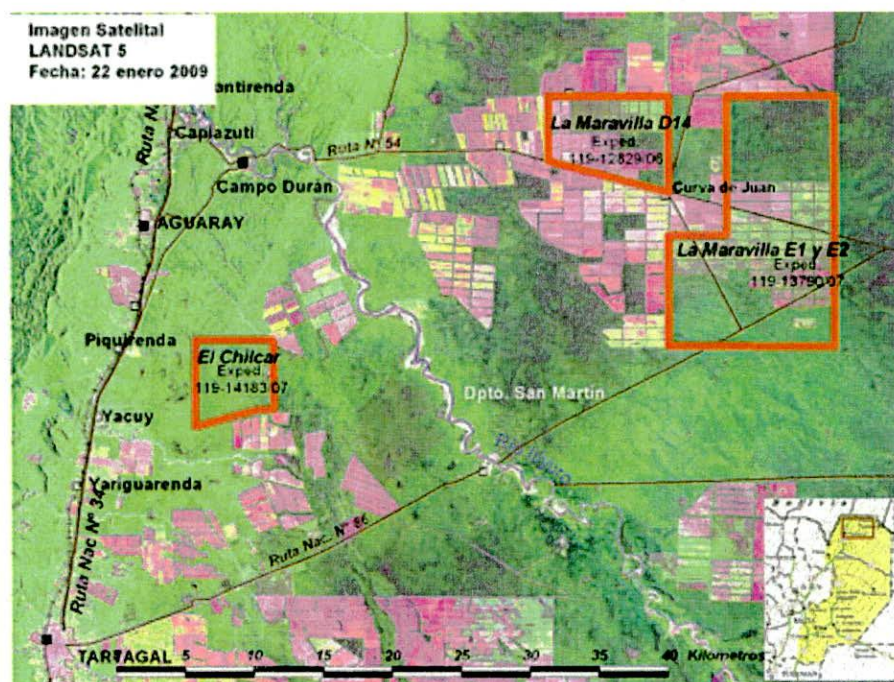 Imagen Satelital
LANDSAT 5
Fecha: 22 enero 2009
antirenda
Capiazuti
Ruta Nº 54
Campo Durán
AGUARAY
La Maravilla D14
Exped.
119-12829/06
Curva de Juan
La Maravilla E1 y E2
Exped.
119-13790/07
Piquirenda
El Chilcar
Exped.
119-14183/07
Dpto. San Martín
Yacuy
Yariguarenda
Ruta Nac Nº 34
Ruta Nac. Nº 86
TARTAGAL
5 10 15 20 25 30 35 40 Kilometros